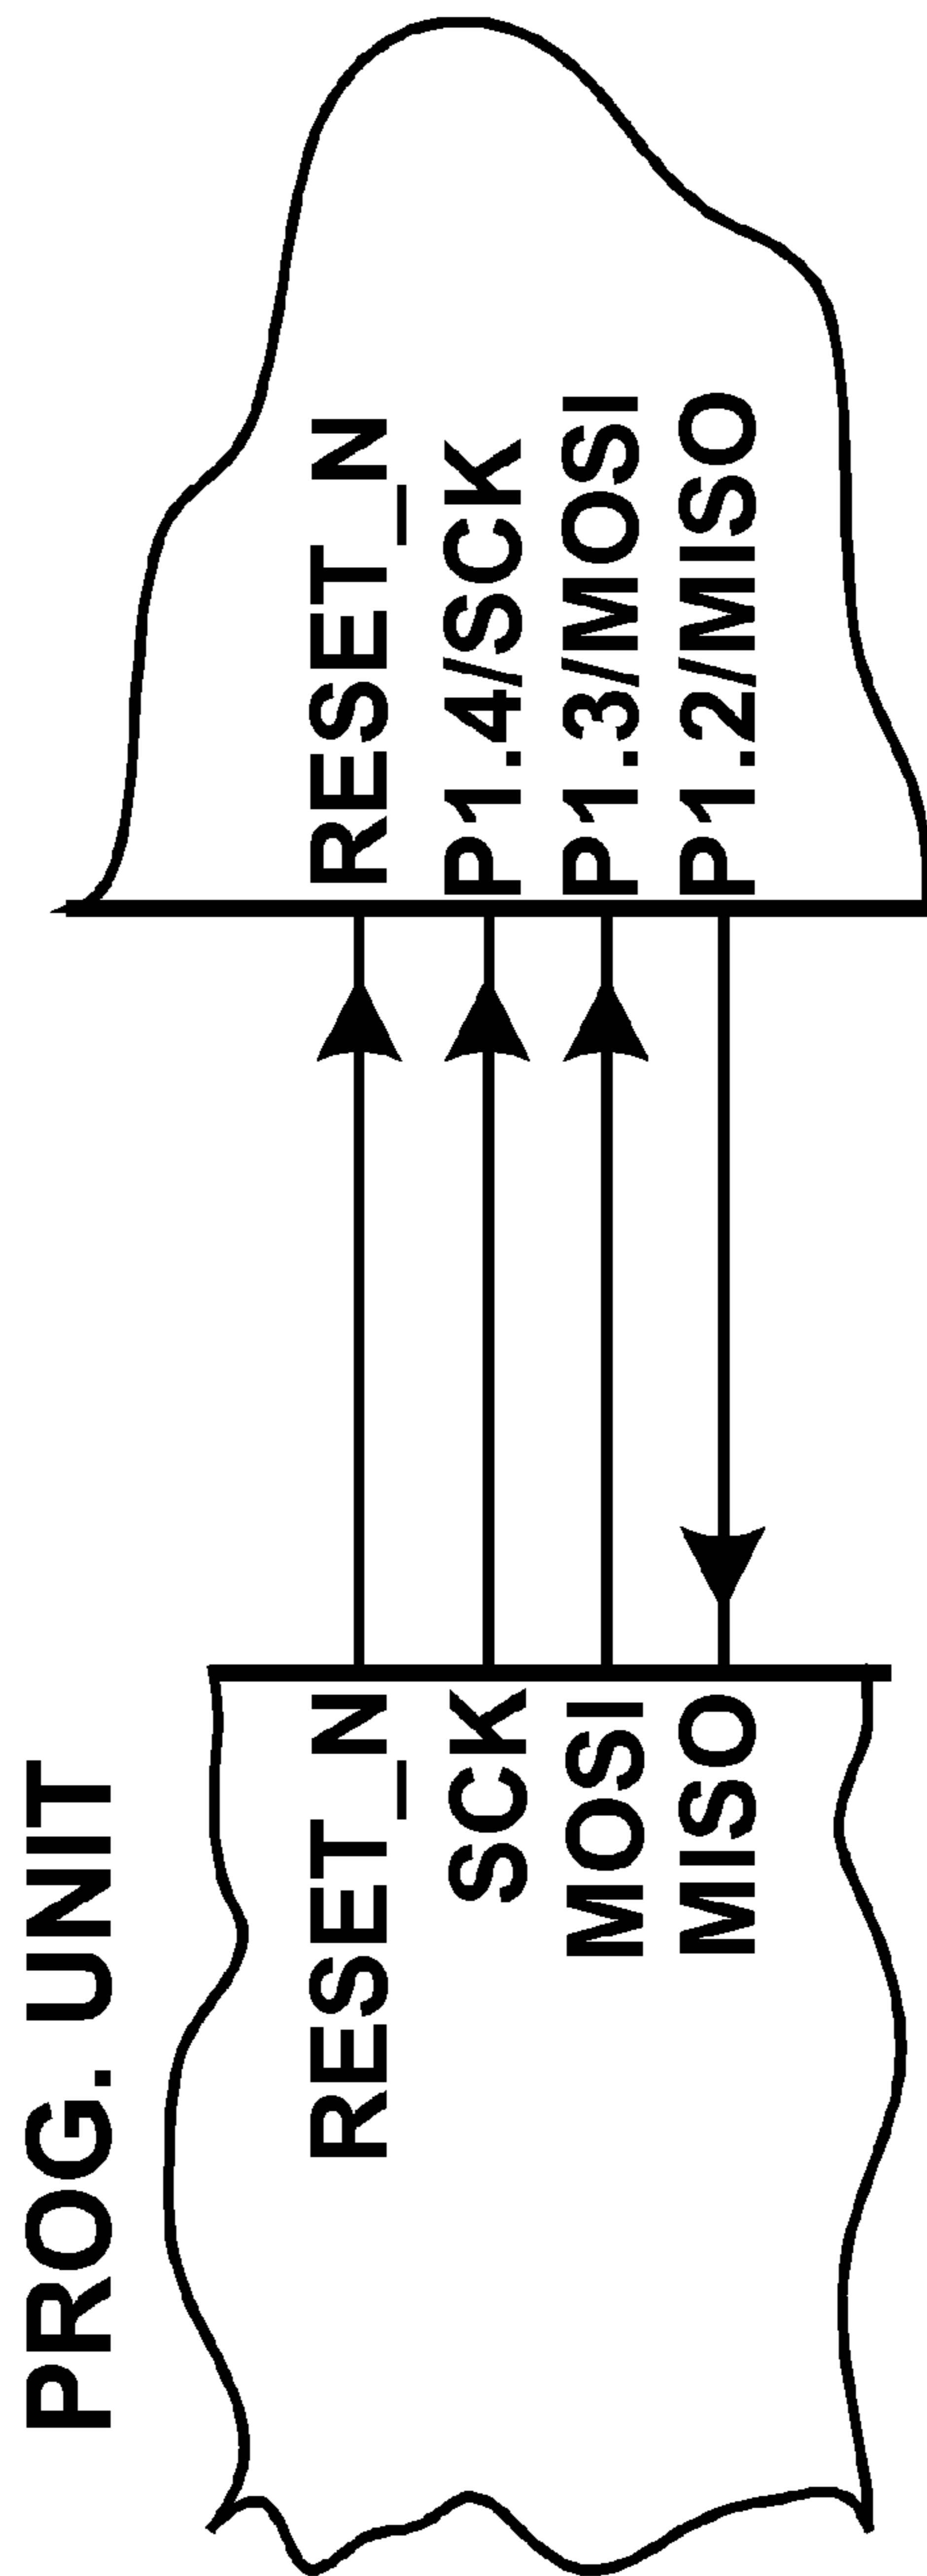 PROG. UNIT
RESET_N
SCK
MOSI
MISO
RESET_N
P1.4/SCK
P1.3/MOSI
P1.2/MISO